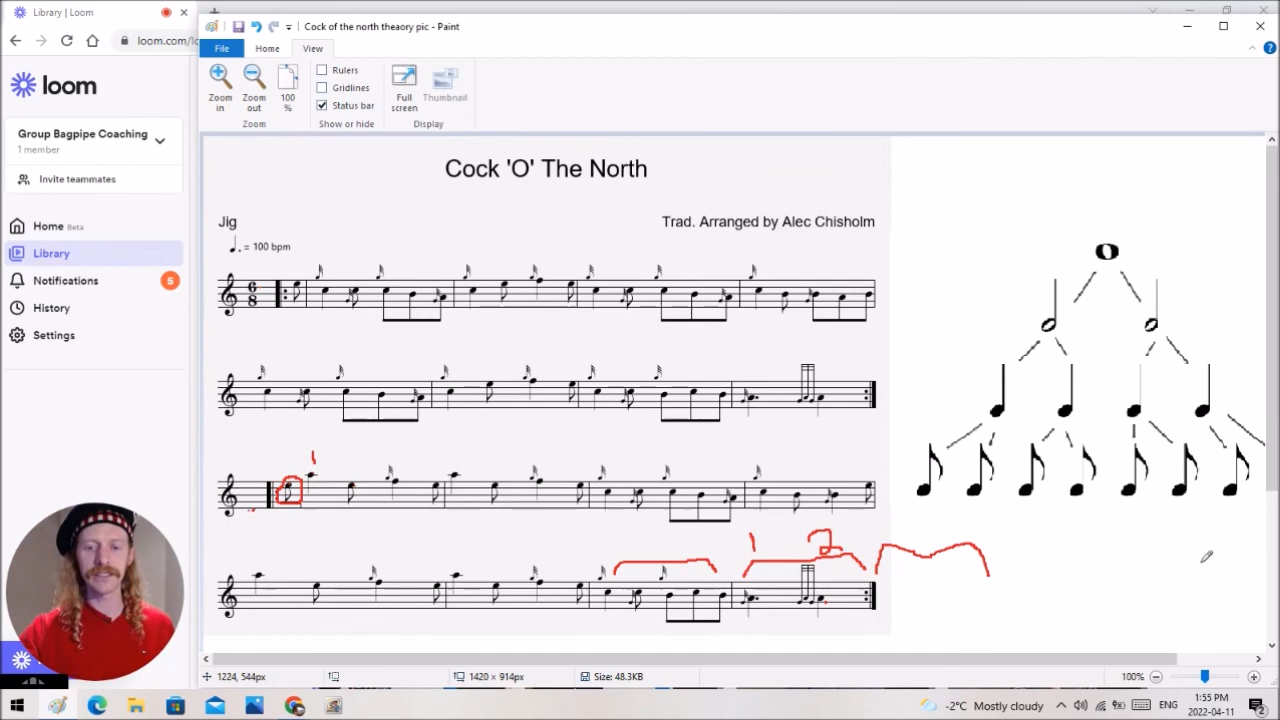 Library | Loom
Cock of the north theaory pic - Paint
loom.com/lo
File Home View
loom
Zoom in
Zoom out
100 %
Rulers
Gridlines
Status bar
Full screen
Thumbnail
Zoom
Show or hide
Display
Group Bagpipe Coaching
1 member
Invite teammates
Home Beta
Library
Notifications 5
History
Settings
Cock 'O' The North
Jig
Trad. Arranged by Alec Chisholm
= 100 bpm
6
8
1
1 2
1224, 544px
1420 × 914px
Size: 48.3KB
100%
-2°C Mostly cloudy
ENG
1:55 PM
2022-04-11
2